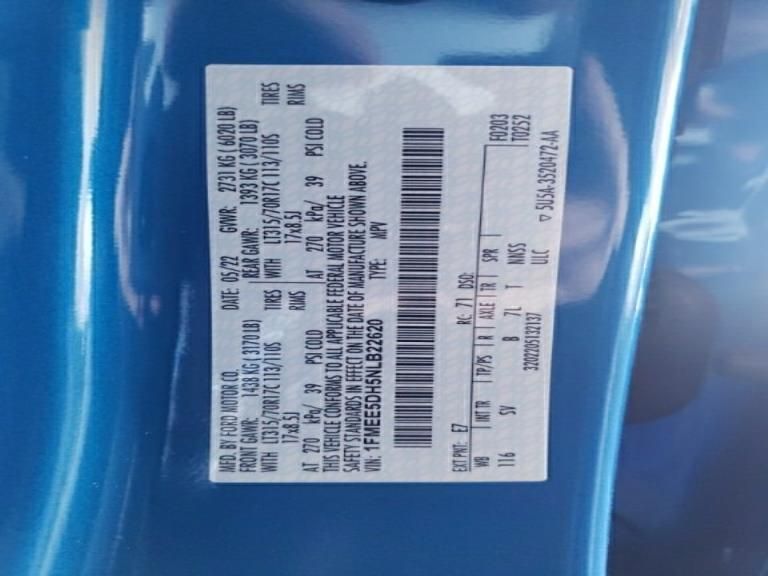 MFD. BY FORD MOTOR CO. DATE: 05/22 GVWR: 2731 KG ( 6020 LB)
FRONT GAWR: 1438 KG ( 3170 LB) REAR GAWR: 1393 KG ( 3070 LB)
WITH LT315/70R17C 113/110S TIRES WITH LT315/70R17C 113/110S TIRES
17x8.5J RIMS 17x8.5J RIMS
AT 270 kPa/ 39 PSI COLD AT 270 kPa/ 39 PSI COLD
THIS VEHICLE CONFORMS TO ALL APPLICABLE FEDERAL MOTOR VEHICLE
SAFETY STANDARDS IN EFFECT ON THE DATE OF MANUFACTURE SHOWN ABOVE.
VIN: 1FMEE5DH5NLB22620 TYPE: MPV
EXT PNT: E7 RC: 71 DSO: F0203
WB INT TR TP/PS R AXLE TR SPR T0252
116 SV B 7L T NKSS
3202205132137 ULC ▽ 5U5A-3520472-AA